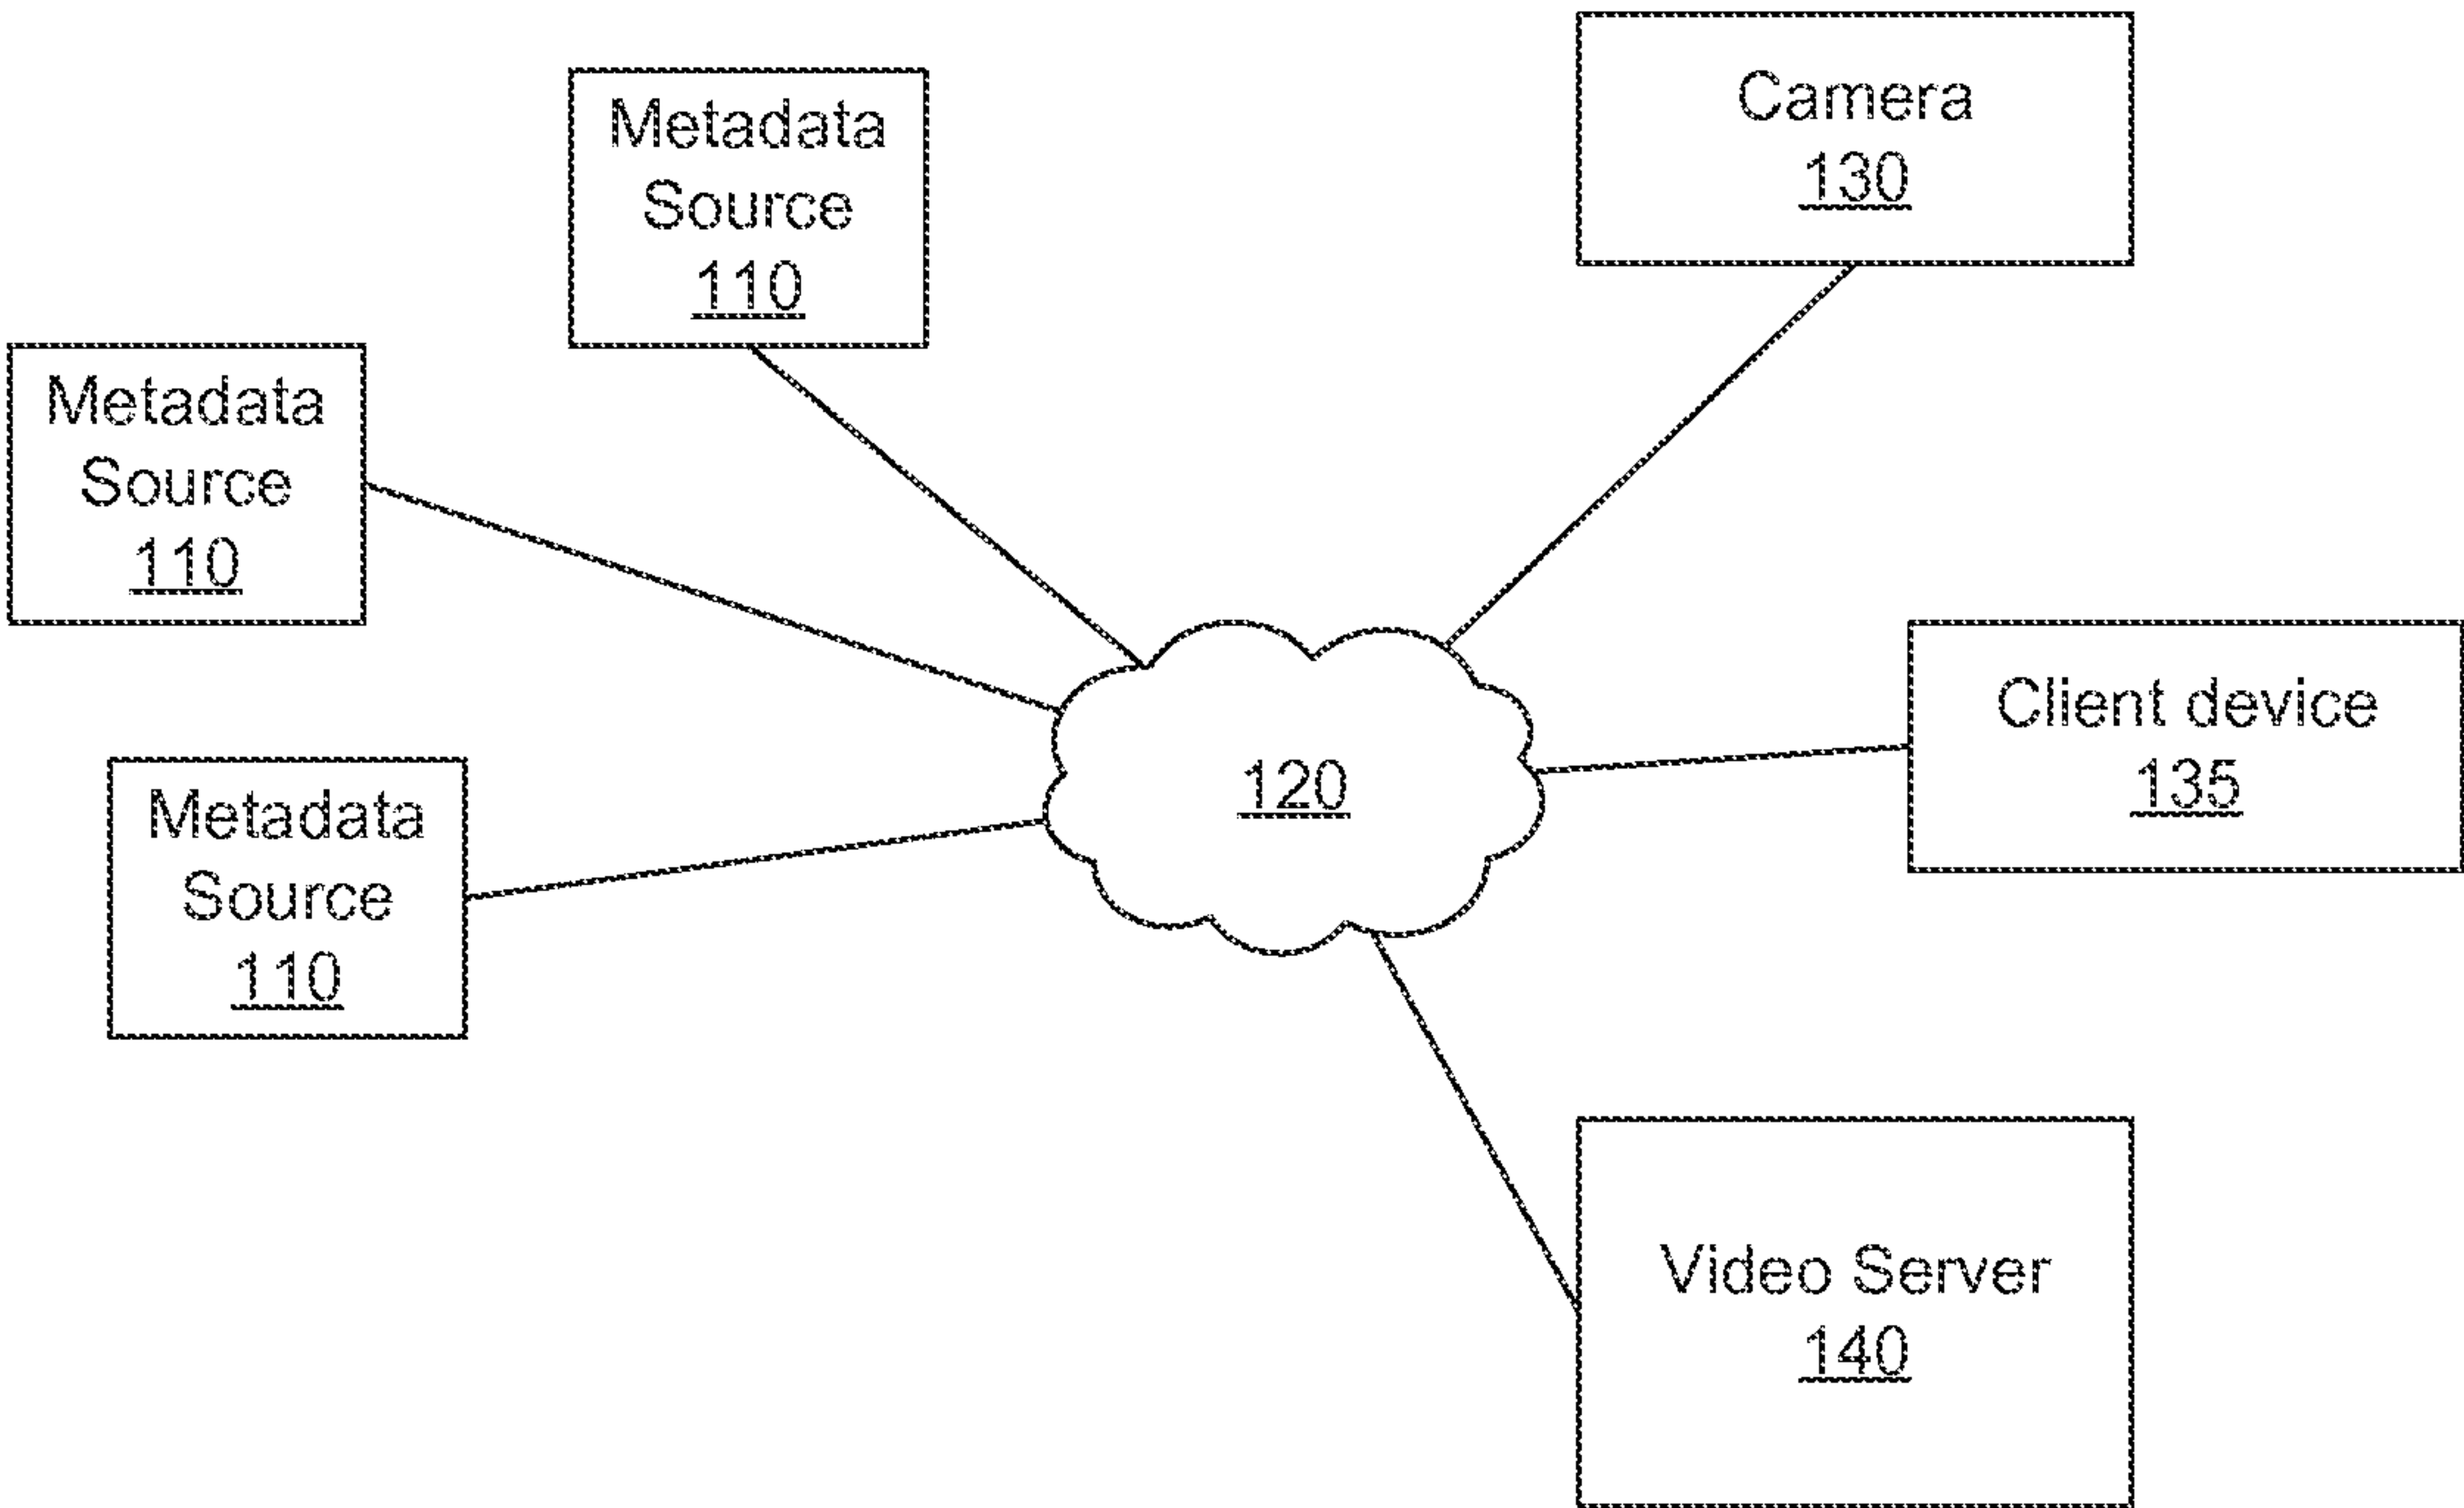 Metadata
Source
110
Camera
130
Metadata
Source
110
Client device
135
120
Metadata
Source
110
Video Server
140